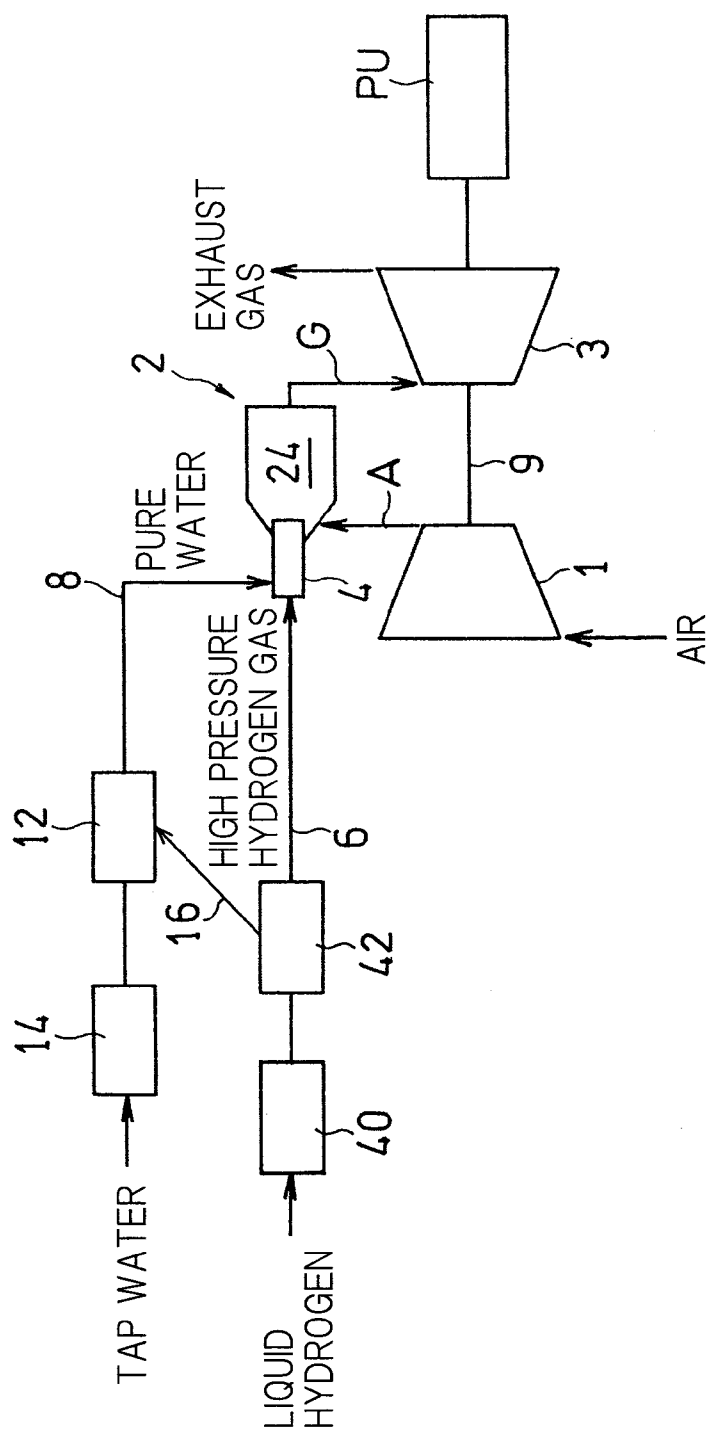 TAP WATER
14
12
8
PURE
WATER
16
LIQUID
HYDROGEN
40
42
HIGH PRESSURE
HYDROGEN GAS
6
4
2
24
G
EXHAUST
GAS
A
AIR
1
9
3
PU